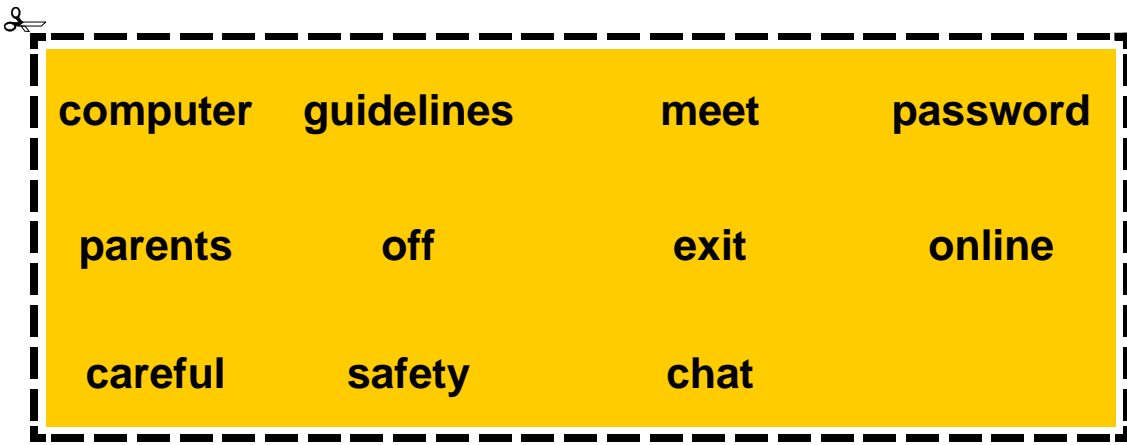 computer guidelines meet password
parents off exit online
careful safety chat